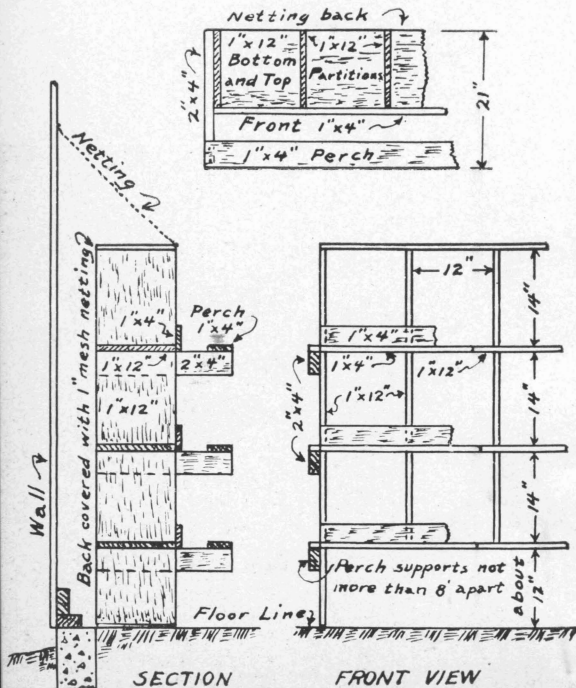 Netting back
1"x12"
Bottom
and Top
1"x12"
Partitions
2"x4"
21"
Front 1"x4"
1"x4" Perch
Netting
Back covered with 1" mesh netting
Wall
Perch
1"x4"
1"x4"
1"x12"
2"x4"
1"x12"
12"
14"
1"x4"
1"x4"
1"x12"
1"x12"
2"x4"
14"
14"
Perch supports not
more than 8' apart
about
12"
Floor Line
SECTION
FRONT VIEW